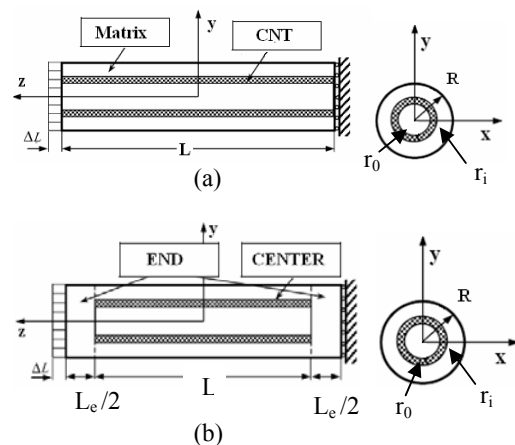 y
Matrix
CNT
y
z
R
x
ΔL
L
r0
ri
(a)
y
END
CENTER
y
z
R
x
ΔL
Le/2
L
Le/2
r0
ri
(b)